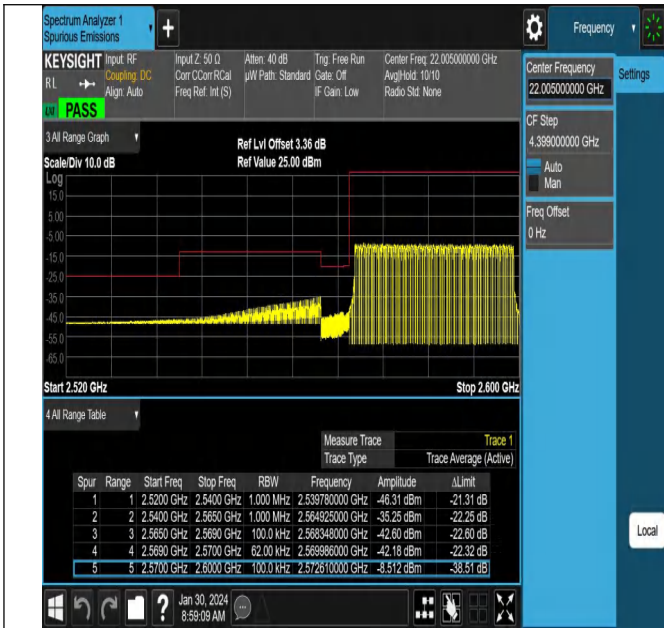 Spectrum Analyzer 1
Spurious Emissions
+
Frequency
KEYSIGHT Input: RF Input Z: 50 Ω Atten: 40 dB Trig: Free Run Center Freq: 22.005000000 GHz
RL Coupling: DC Corr CCorr RCal µW Path: Standard Gate: Off Avg|Hold: 10/10
Align: Auto Freq Ref: Int (S) IF Gain: Low Radio Std: None
PASS
Center Frequency
22.005000000 GHz
Settings
CF Step
4.399000000 GHz
Auto
Man
Freq Offset
0 Hz
Local
3 All Range Graph
Ref Lvl Offset 3.36 dB
Scale/Div 10.0 dB Ref Value 25.00 dBm
Log
15.0
5.00
-5.00
-15.0
-25.0
-35.0
-45.0
-55.0
-65.0
Start 2.520 GHz Stop 2.600 GHz
4 All Range Table
Measure Trace Trace 1
Trace Type Trace Average (Active)
Spur Range Start Freq Stop Freq RBW Frequency Amplitude ΔLimit
1 1 2.5200 GHz 2.5400 GHz 1.000 MHz 2.539780000 GHz -46.31 dBm -21.31 dB
2 2 2.5400 GHz 2.5650 GHz 1.000 MHz 2.564925000 GHz -35.25 dBm -22.25 dB
3 3 2.5650 GHz 2.5690 GHz 100.0 kHz 2.568348000 GHz -42.60 dBm -22.60 dB
4 4 2.5690 GHz 2.5700 GHz 62.00 kHz 2.569986000 GHz -42.18 dBm -22.32 dB
5 5 2.5700 GHz 2.6000 GHz 100.0 kHz 2.572610000 GHz -8.512 dBm -38.51 dB
?
Jan 30, 2024
8:59:09 AM